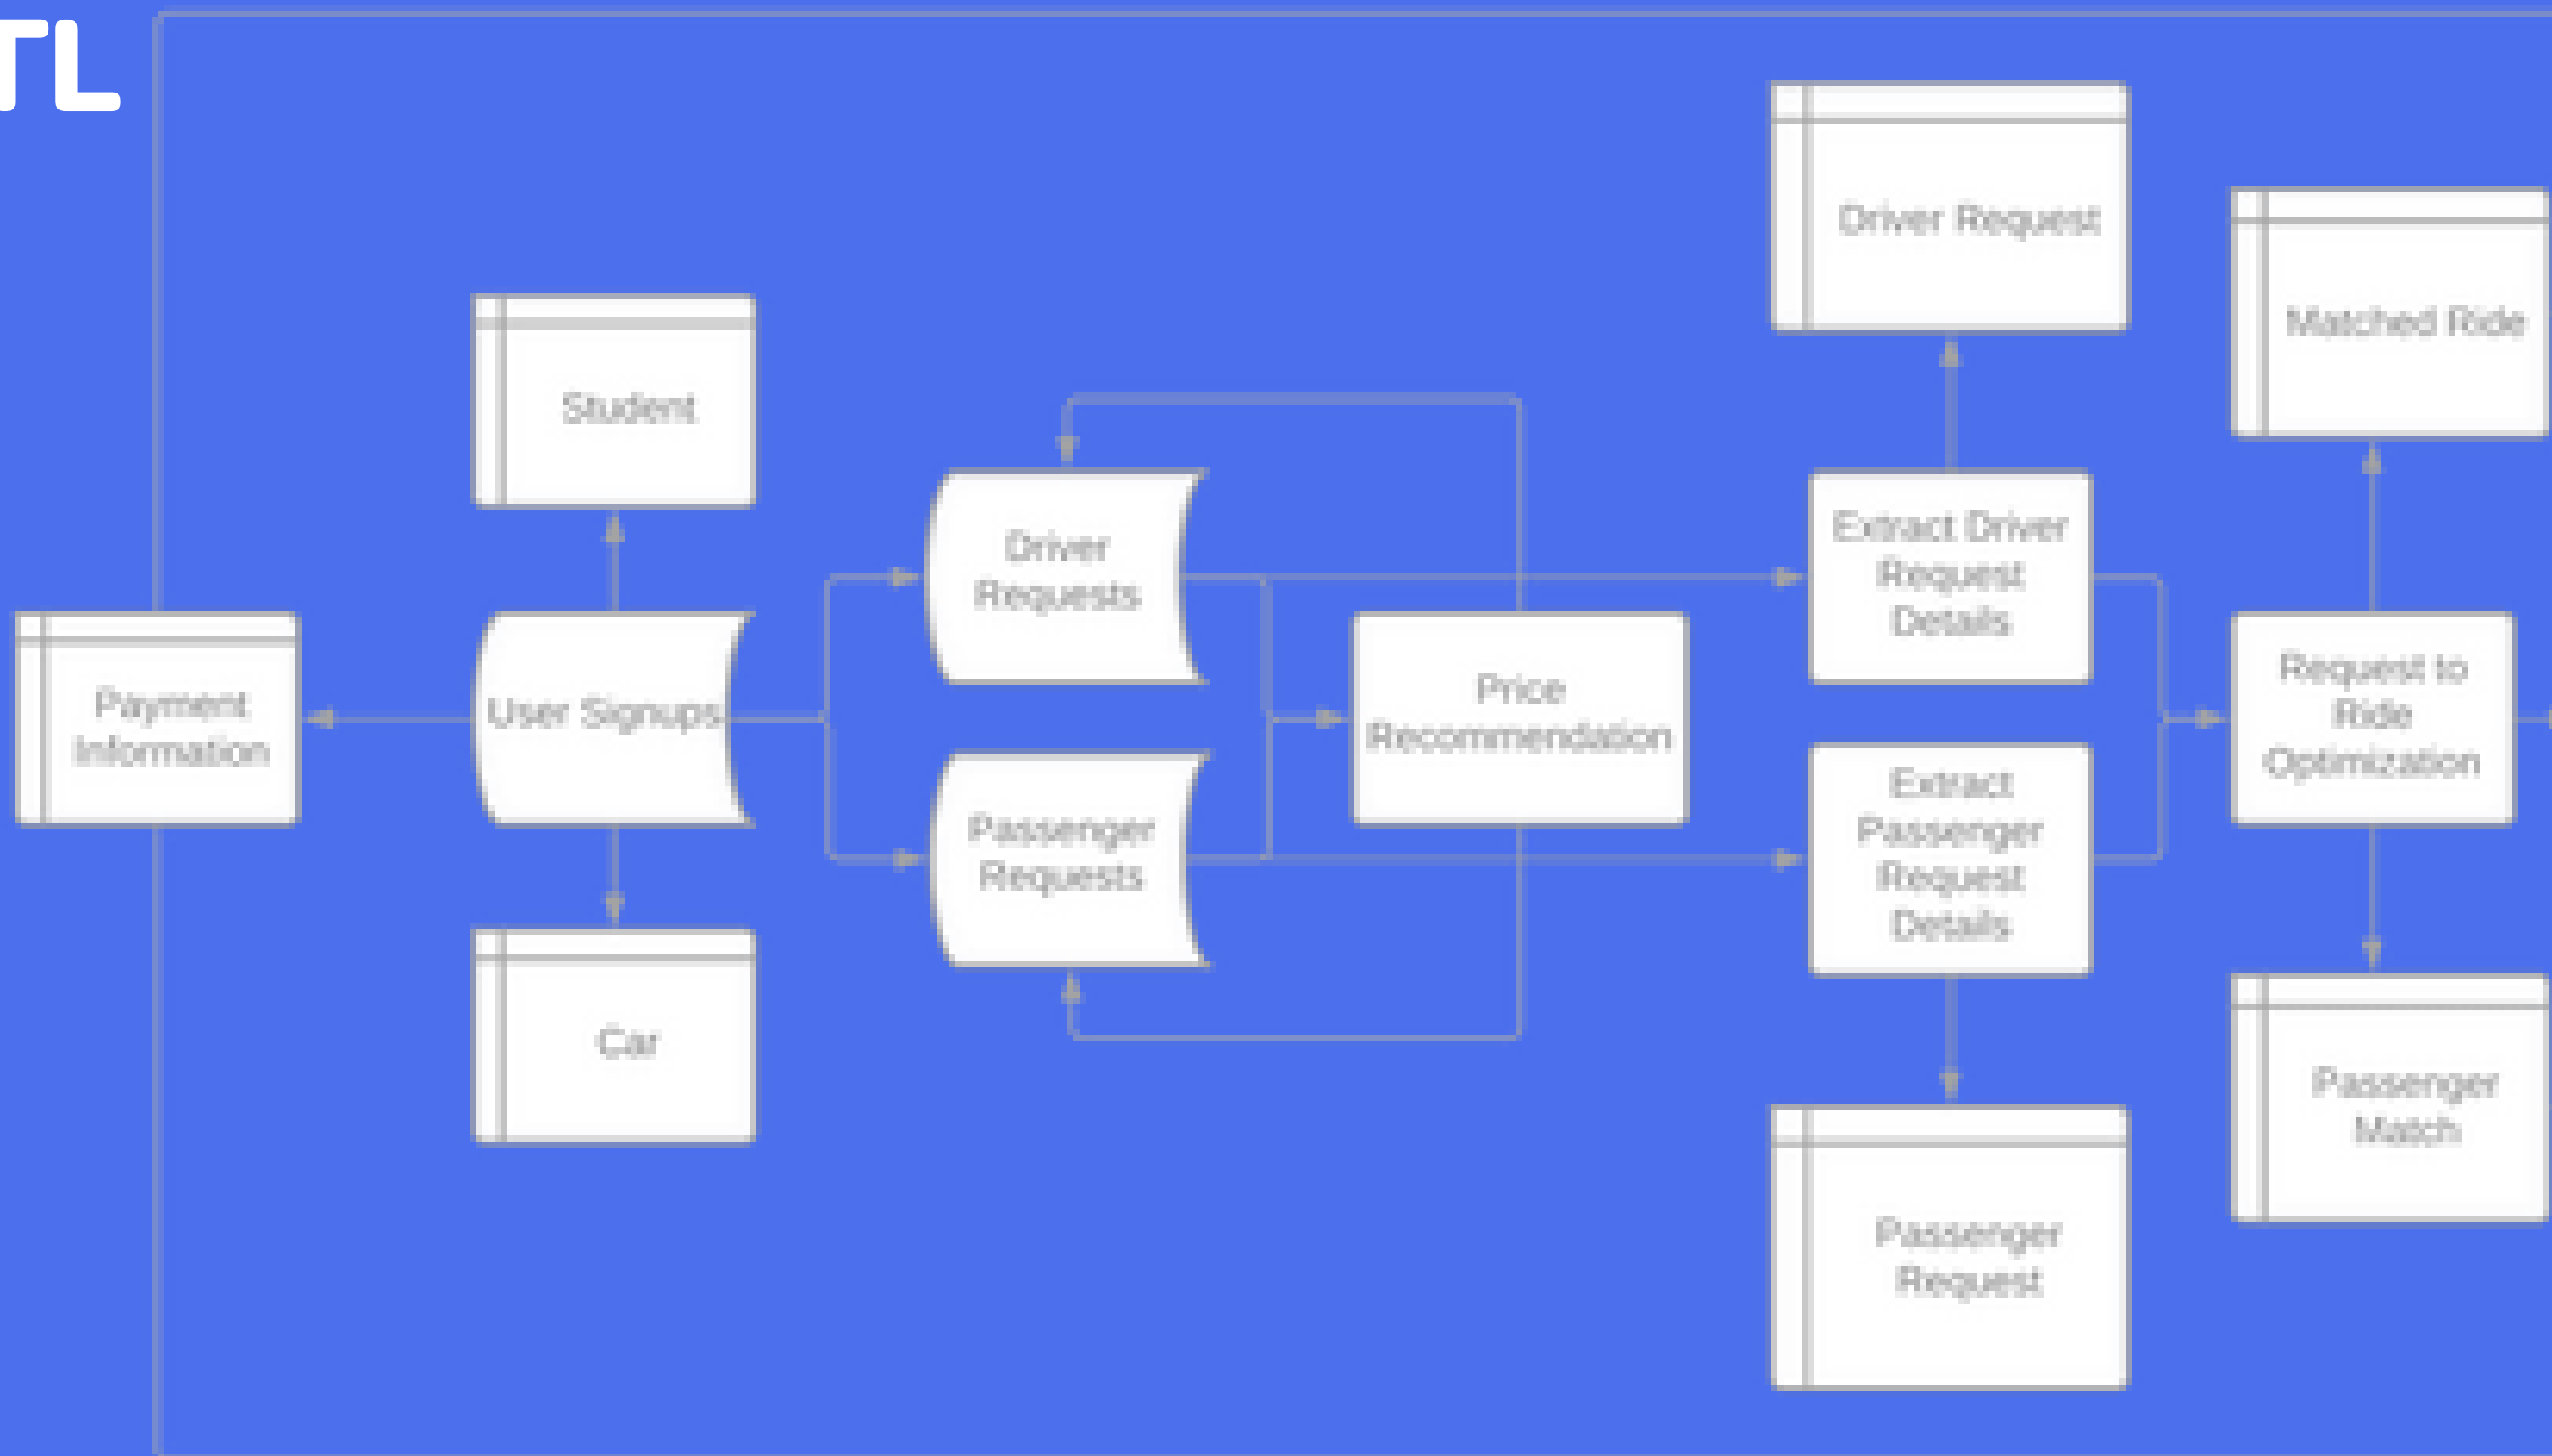 TL
Driver Request
Matched Ride
Student
Driver
Requests
Extract Driver
Request
Details
Payment
Information
User Signups
Price
Recommendation
Request to
Ride
Optimization
Passenger
Requests
Extract
Passenger
Request
Details
Car
Passenger
Match
Passenger
Request